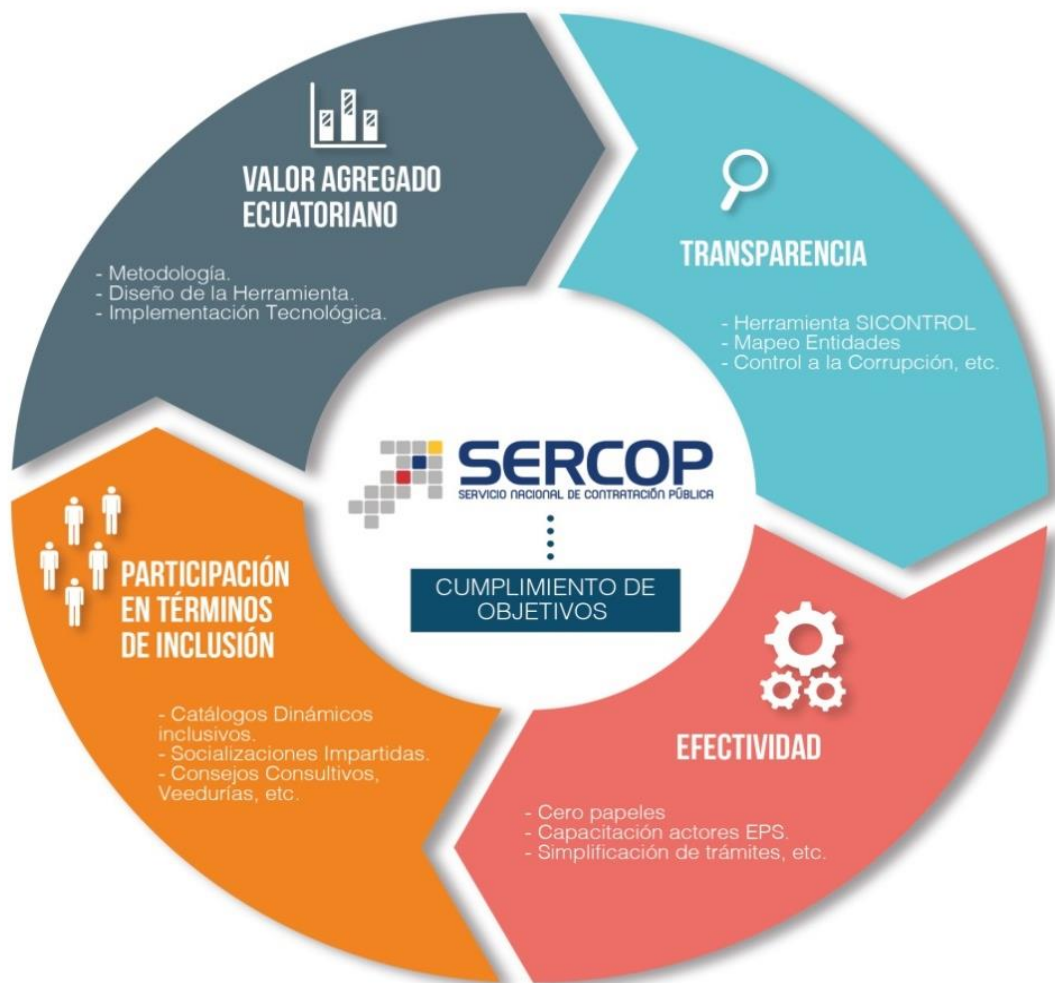 VALOR AGREGADO
ECUATORIANO
- Metodología.
- Diseño de la Herramienta.
- Implementación Tecnológica.
TRANSPARENCIA
- Herramienta SICONTROL
- Mapeo Entidades
- Control a la Corrupción, etc.
SERCOP
SERVICIO NACIONAL DE CONTRATACIÓN PÚBLICA
CUMPLIMIENTO DE
OBJETIVOS
PARTICIPACIÓN
EN TÉRMINOS
DE INCLUSIÓN
- Catálogos Dinámicos
inclusivos.
- Socializaciones Impartidas.
- Consejos Consultivos,
Veedurías, etc.
EFECTIVIDAD
- Cero papeles
- Capacitación actores EPS.
- Simplificación de trámites, etc.